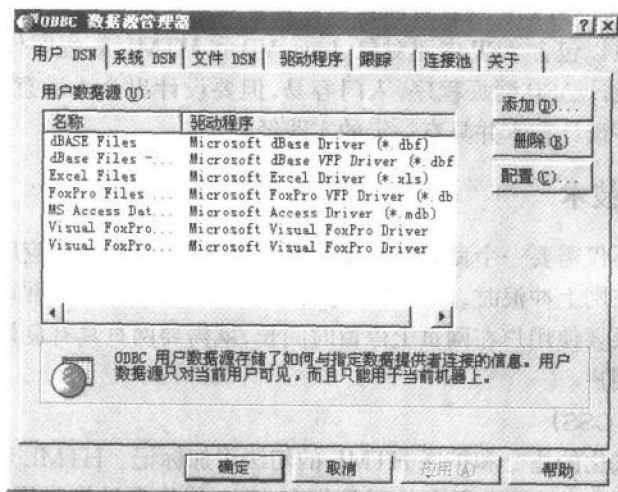 ODBC 数据源管理器
用户 DSN 系统 DSN 文件 DSN 驱动程序 跟踪 连接池 关于
用户数据源(U):
名称 驱动程序
dBASE Files Microsoft dBase Driver (*.dbf)
dBase Files -... Microsoft dBase VFP Driver (*.dbf
Excel Files Microsoft Excel Driver (*.xls)
FoxPro Files ... Microsoft FoxPro VFP Driver (*.db
MS Access Dat... Microsoft Access Driver (*.mdb)
Visual FoxPro... Microsoft Visual FoxPro Driver
Visual FoxPro... Microsoft Visual FoxPro Driver
添加(D)...
删除(R)
配置(C)...
ODBC 用户数据源存储了如何与指定数据提供者连接的信息。用户
数据源只对当前用户可见，而且只能用于当前机器上。
确定 取消 应用(A) 帮助